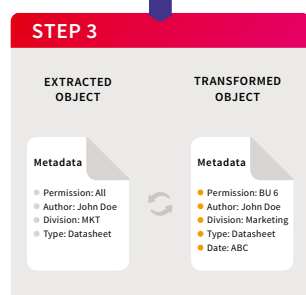 STEP 3
EXTRACTED
OBJECT
Metadata
Permission: All
Author: John Doe
Division: MKT
Type: Datasheet
TRANSFORMED
OBJECT
Metadata
Permission: BU 6
Author: John Doe
Division: Marketing
Type: Datasheet
Date: ABC